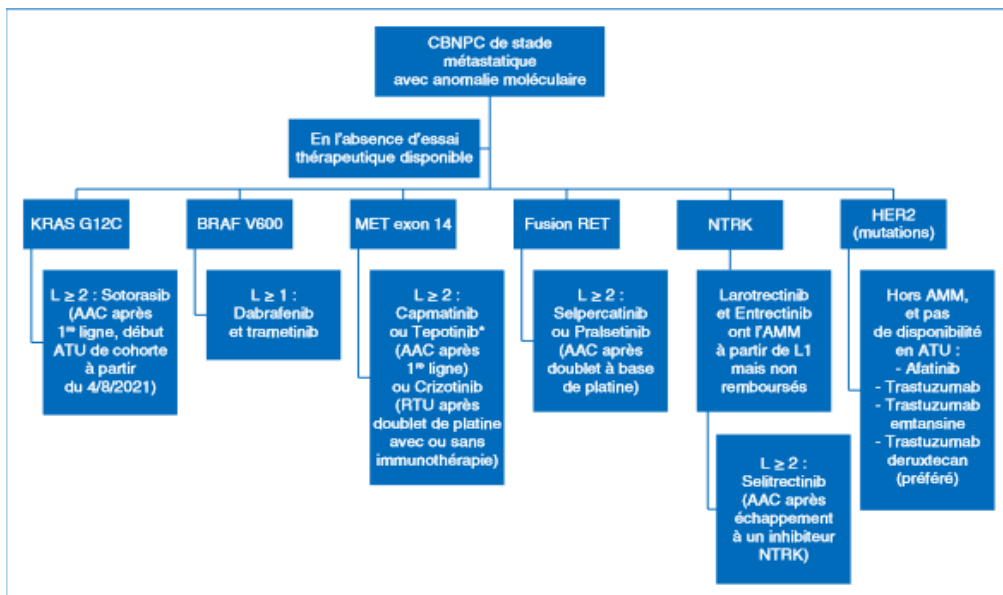 CBNPC de stade
métastatique
avec anomalie moléculaire
En l'absence d'essai
thérapeutique disponible
KRAS G12C
BRAF V600
MET exon 14
Fusion RET
NTRK
HER2
(mutations)
L ≥ 2 : Sotorasib
(AAC après
1re ligne, début
ATU de cohorte
à partir
du 4/8/2021)
L ≥ 1 :
Dabrafenib
et trametinib
L ≥ 2 :
Capmatinib
ou Tepotinib*
(AAC après
1re ligne)
ou Crizotinib
(RTU après
doublet de platine
avec ou sans
immunothérapie)
L ≥ 2 :
Selpercatinib
ou Pralsetinib
(AAC après
doublet à base
de platine)
Larotrectinib
et Entrectinib
ont l'AMM
à partir de L1
mais non
remboursés
L ≥ 2 :
Selitrectinib
(AAC après
échappement
à un inhibiteur
NTRK)
Hors AMM,
et pas
de disponibilité
en ATU :
- Afatinib
- Trastuzumab
- Trastuzumab
emtansine
- Trastuzumab
deruxtecan
(préféré)